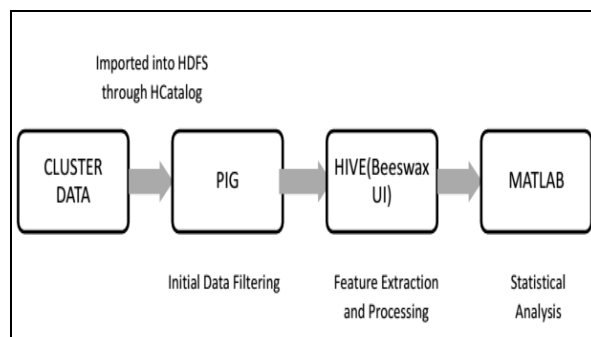 Imported into HDFS
through HCatalog
CLUSTER
DATA
PIG
HIVE(Beeswax
UI)
MATLAB
Initial Data Filtering
Feature Extraction
and Processing
Statistical
Analysis